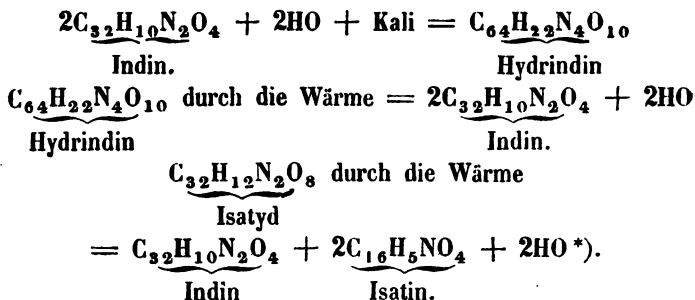 2C₃₂H₁₀N₂O₄ + 2HO + Kali = C₆₄H₂₂N₄O₁₀
Indin. Hydrindin
C₆₄H₂₂N₄O₁₀ durch die Wärme = 2C₃₂H₁₀N₂O₄ + 2HO
Hydrindin Indin.
C₃₂H₁₂N₂O₈ durch die Wärme
Isatyd
= C₃₂H₁₀N₂O₄ + 2C₁₆H₅NO₄ + 2HO *).
Indin Isatin.